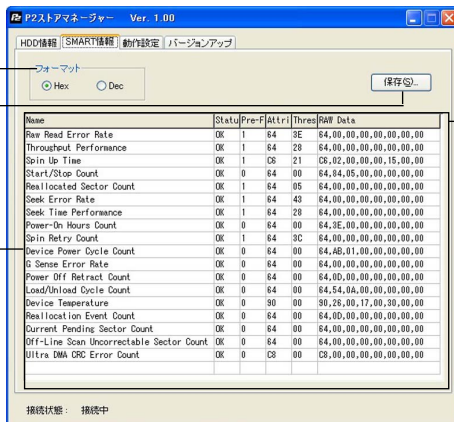 P2ストアマネージャー Ver. 1.00
HDD情報 SMART情報 動作設定 バージョンアップ
フォーマット
Hex Dec 保存(S)...
Name Statu Pre-F Attri Thres RAW Data
Raw Read Error Rate OK 1 64 3E 64,00,00,00,00,00,00,00
Throughput Performance OK 1 64 28 64,00,00,00,00,00,00,00
Spin Up Time OK 1 C6 21 C6,02,00,00,00,15,00,00
Start/Stop Count OK 0 64 00 64,84,05,00,00,00,00,00
Reallocated Sector Count OK 1 64 05 64,00,00,00,00,00,00,00
Seek Error Rate OK 1 64 43 64,00,00,00,00,00,00,00
Seek Time Performance OK 1 64 28 64,00,00,00,00,00,00,00
Power-On Hours Count OK 0 64 00 64,3E,00,00,00,00,00,00
Spin Retry Count OK 1 64 3C 64,00,00,00,00,00,00,00
Device Power Cycle Count OK 0 64 00 64,AB,01,00,00,00,00,00
G Sense Error Rate OK 0 64 00 64,00,00,00,00,00,00,00
Power Off Retract Count OK 0 64 00 64,0D,00,00,00,00,00,00
Load/Unload Cycle Count OK 0 64 00 64,54,0A,00,00,00,00,00
Device Temperature OK 0 90 00 90,26,00,17,00,30,00,00
Reallocation Event Count OK 0 64 00 64,0D,00,00,00,00,00,00
Current Pending Sector Count OK 0 64 00 64,00,00,00,00,00,00,00
Off-Line Scan Uncorrectable Sector Count OK 0 64 00 64,00,00,00,00,00,00,00
Ultra DMA CRC Error Count OK 0 C8 00 C8,00,00,00,00,00,00,00
接続状態： 接続中